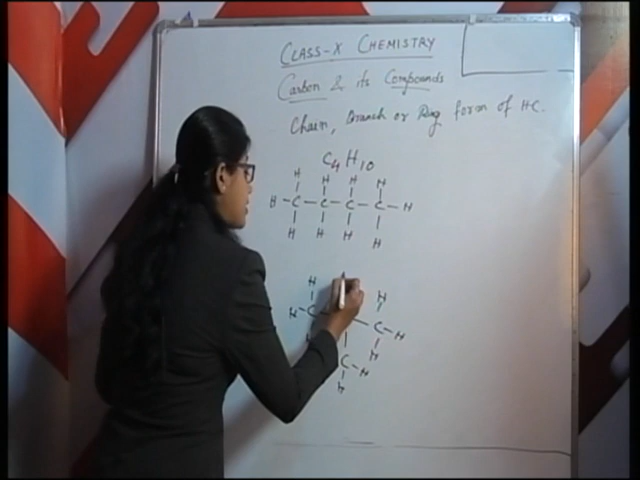 CLASS-X CHEMISTRY
Carbon & its Compounds
Chain, Branch or Ring form of HC.
C4H10
H H H H
H-C-C-C-C-H
H H H H
H H
H-C C-H
H
C-H
H